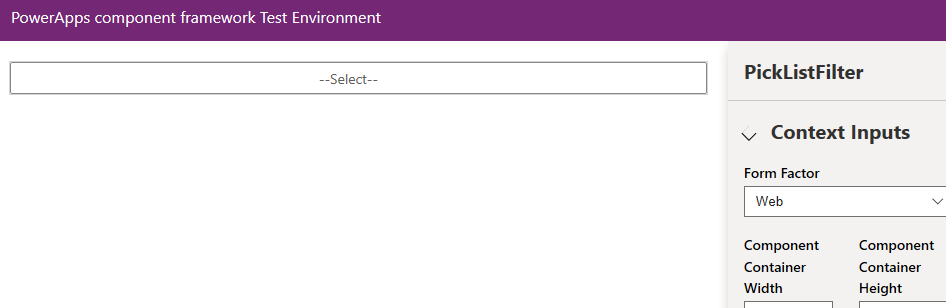 PowerApps component framework Test Environment
--Select--
PickListFilter
Context Inputs
Form Factor
Web
Component Container Width
Component Container Height